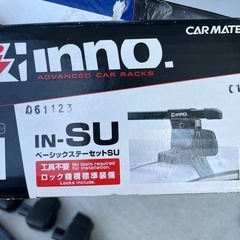 INNO.
CARMATE
ADVANCED CAR RACKS
061123
IN-SU
ベーシックステーセットSU
工具不要 No tools required for installation
ロック機構標準装備
Locks include.
INNO